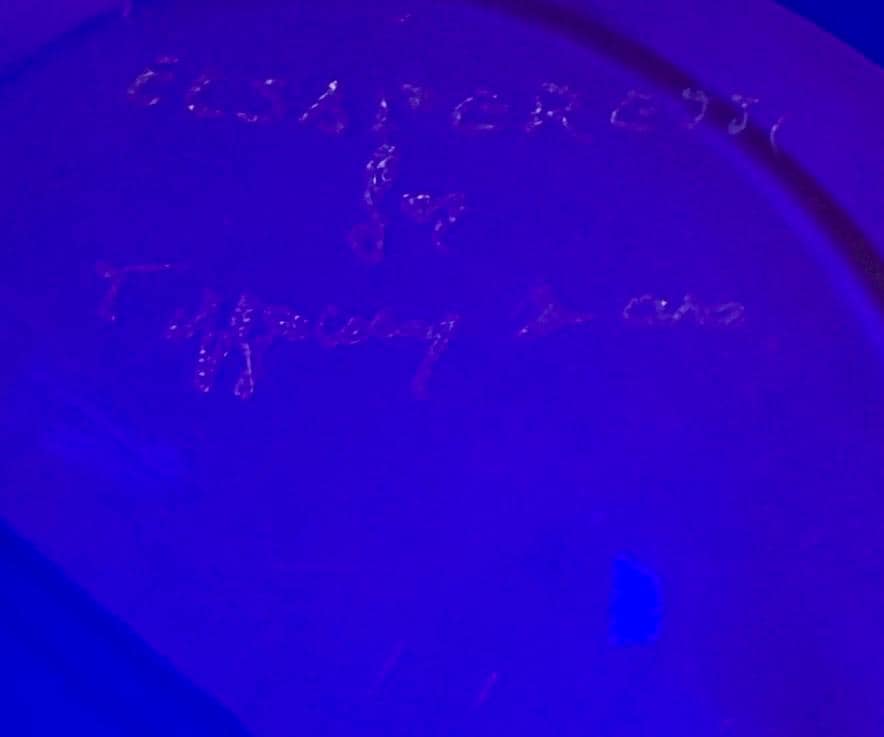 ELSA PERETTI
for
Tiffany & Co